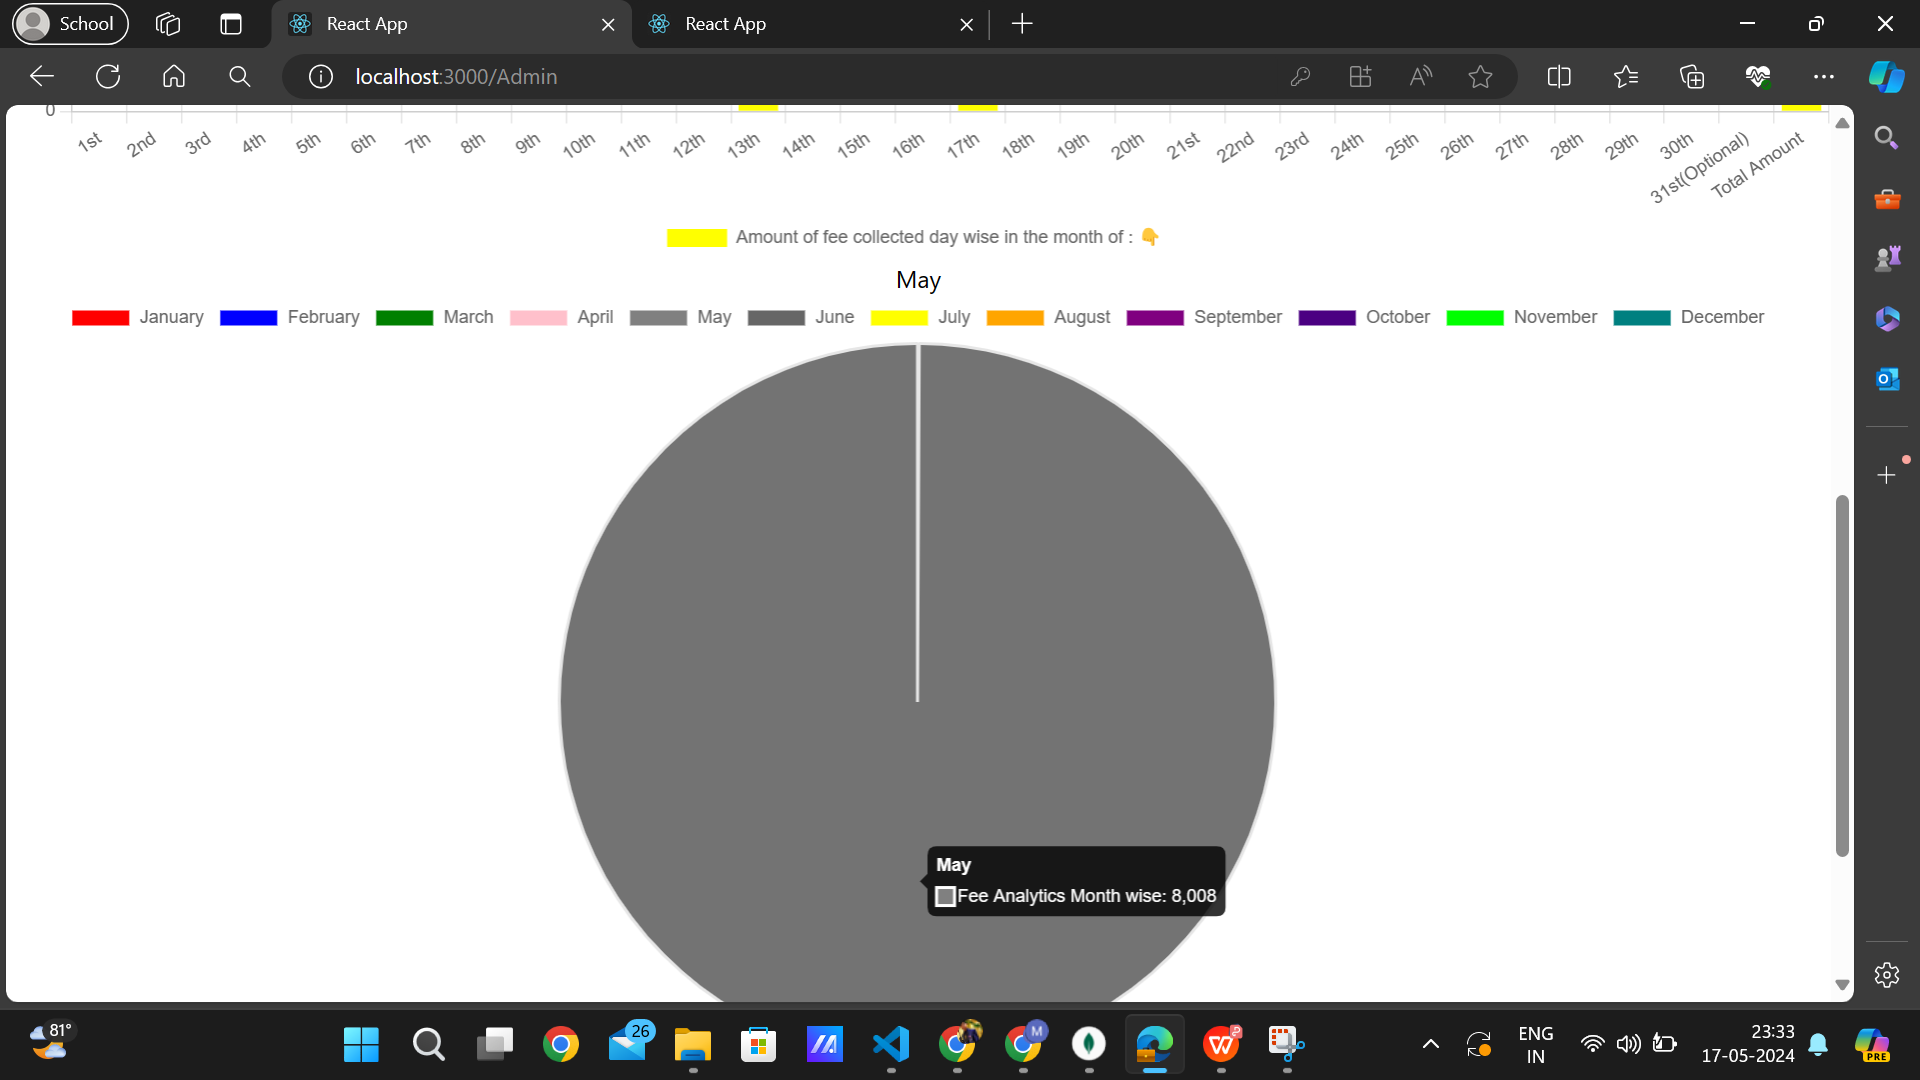 School React App React App
localhost:3000/Admin
0
1st 2nd 3rd 4th 5th 6th 7th 8th 9th 10th 11th 12th 13th 14th 15th 16th 17th 18th 19th 20th 21st 22nd 23rd 24th 25th 26th 27th 28th 29th 30th 31st(Optional) Total Amount
Amount of fee collected day wise in the month of : 👇
May
January February March April May June July August September October November December
May
Fee Analytics Month wise: 8,008
81° 26 M ENG 23:33
IN 17-05-2024 PRE